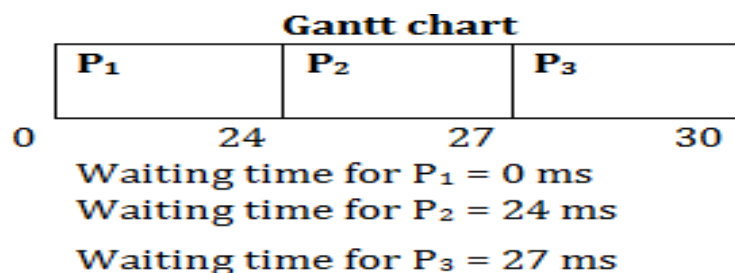 Gantt chart
P₁ P₂ P₃
0 24 27 30
Waiting time for P₁ = 0 ms
Waiting time for P₂ = 24 ms
Waiting time for P₃ = 27 ms